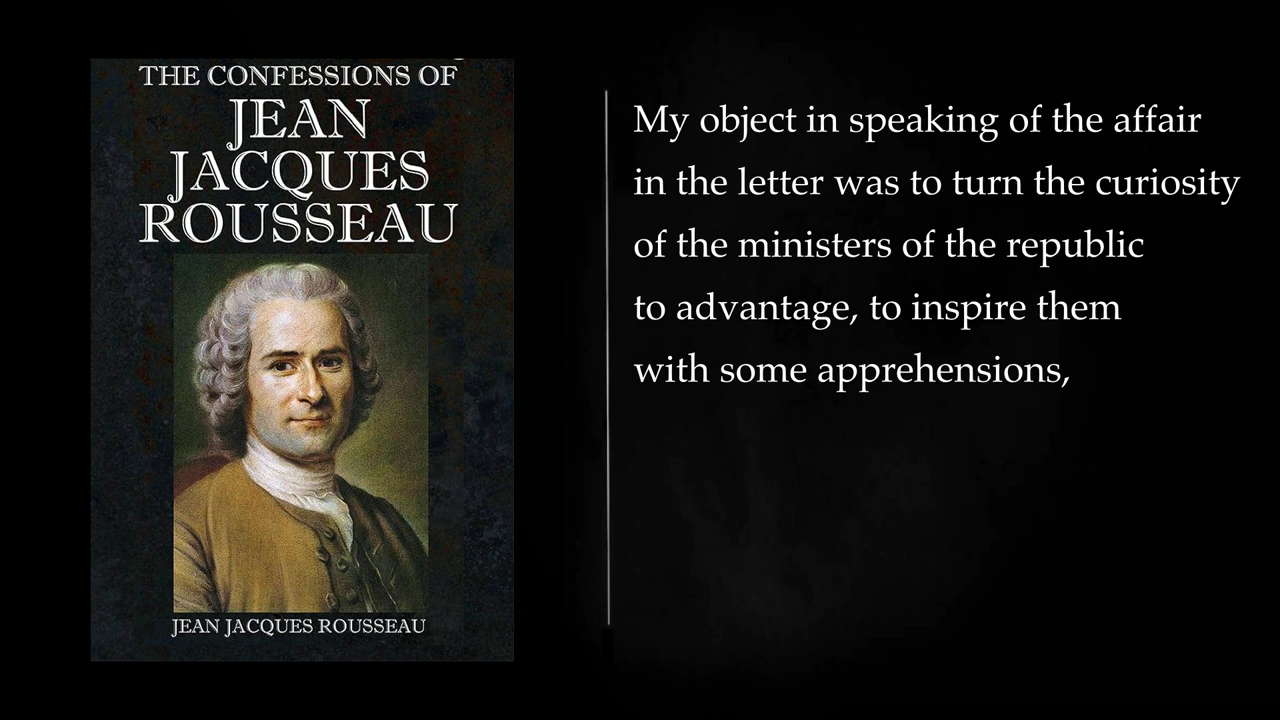 THE CONFESSIONS OF
JEAN
JACQUES
ROUSSEAU
JEAN JACQUES ROUSSEAU
My object in speaking of the affair
in the letter was to turn the curiosity
of the ministers of the republic
to advantage, to inspire them
with some apprehensions,